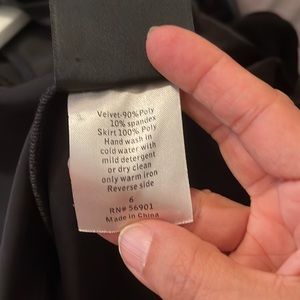 Velvet-90%Poly
10% spandex
Skirt 100% Poly
Hand wash in
cold water with
mild detergent
or dry clean
only warm iron
Reverse side
6
RN# 56901
Made in China